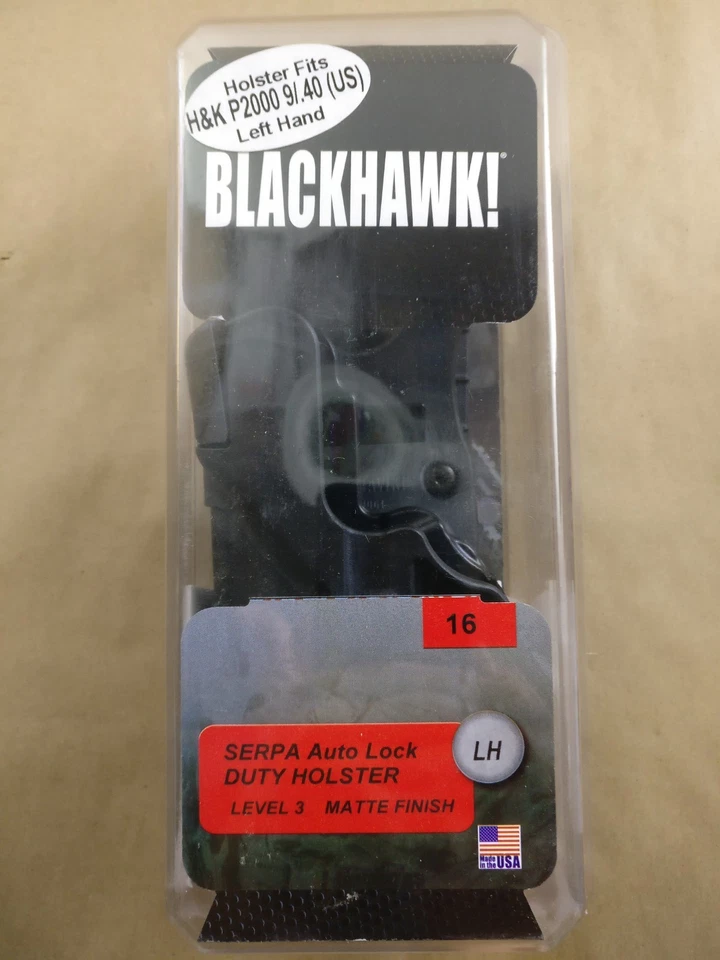 Holster Fits
H&K P2000 9/.40 (US)
Left Hand
BLACKHAWK!®
16
SERPA Auto Lock
DUTY HOLSTER
LH
LEVEL 3 MATTE FINISH
Made
in the USA